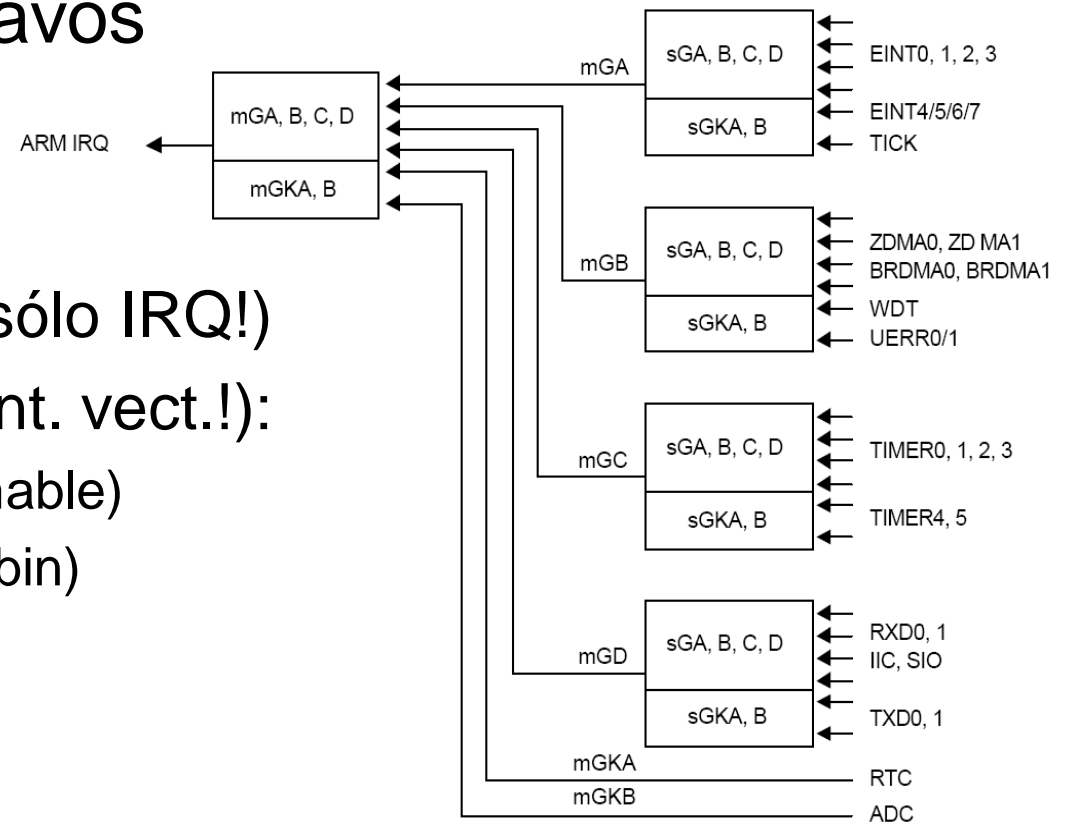 avos
sólo IRQ!)
nt. vect.!):
able)
bin)
ARM IRQ
mGA, B, C, D
mGKA, B
mGA
sGA, B, C, D
sGKA, B
EINT0, 1, 2, 3
EINT4/5/6/7
TICK
mGB
sGA, B, C, D
sGKA, B
ZDMA0, ZD MA1
BRDMA0, BRDMA1
WDT
UERR0/1
mGC
sGA, B, C, D
sGKA, B
TIMER0, 1, 2, 3
TIMER4, 5
mGD
sGA, B, C, D
sGKA, B
RXD0, 1
IIC, SIO
TXD0, 1
mGKA
RTC
mGKB
ADC